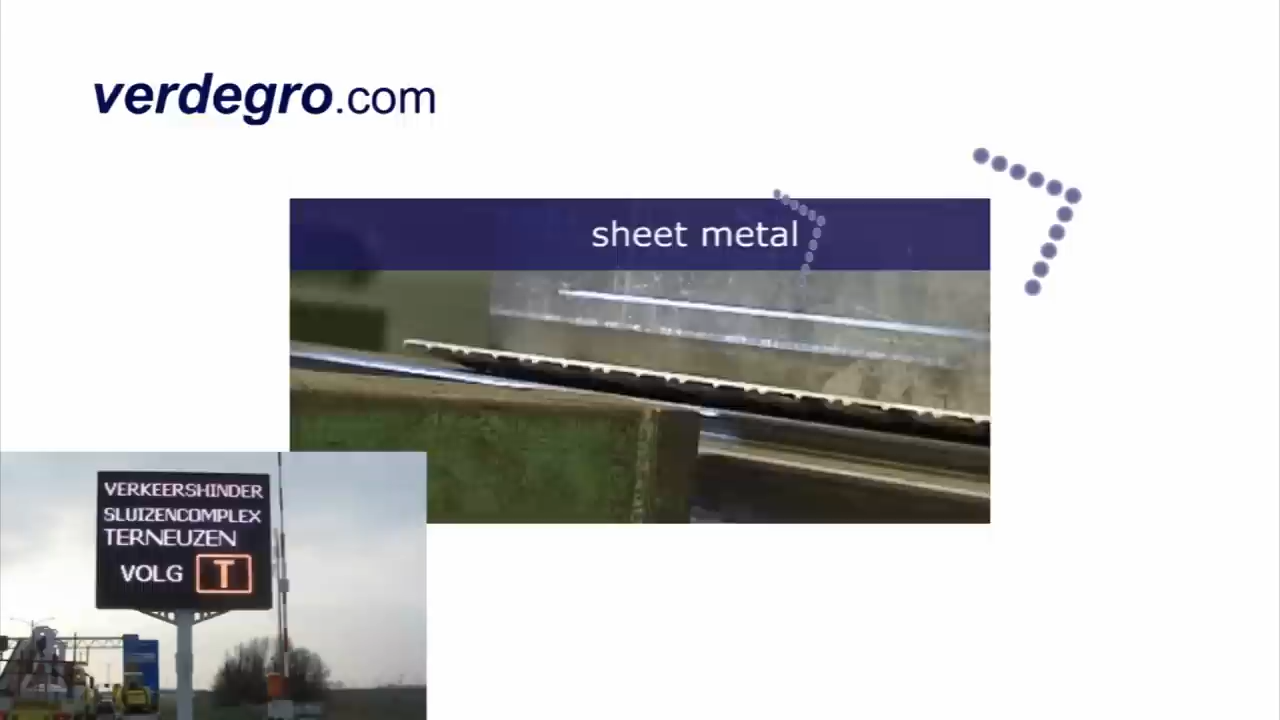 verdegro.com
sheet metal
VERKEERSHINDER
SLUIZENCOMPLEX
TERNEUZEN
VOLG T